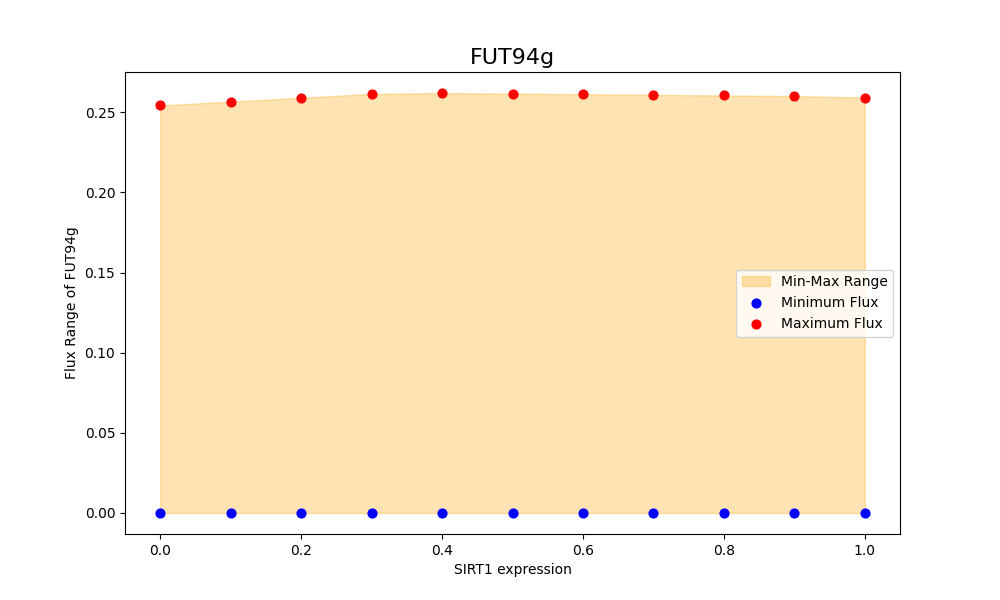 FUT94g
Flux Range of FUT94g
0.25
0.20
0.15
0.10
0.05
0.00
Min-Max Range
Minimum Flux
Maximum Flux
0.0 0.2 0.4 0.6 0.8 1.0
SIRT1 expression